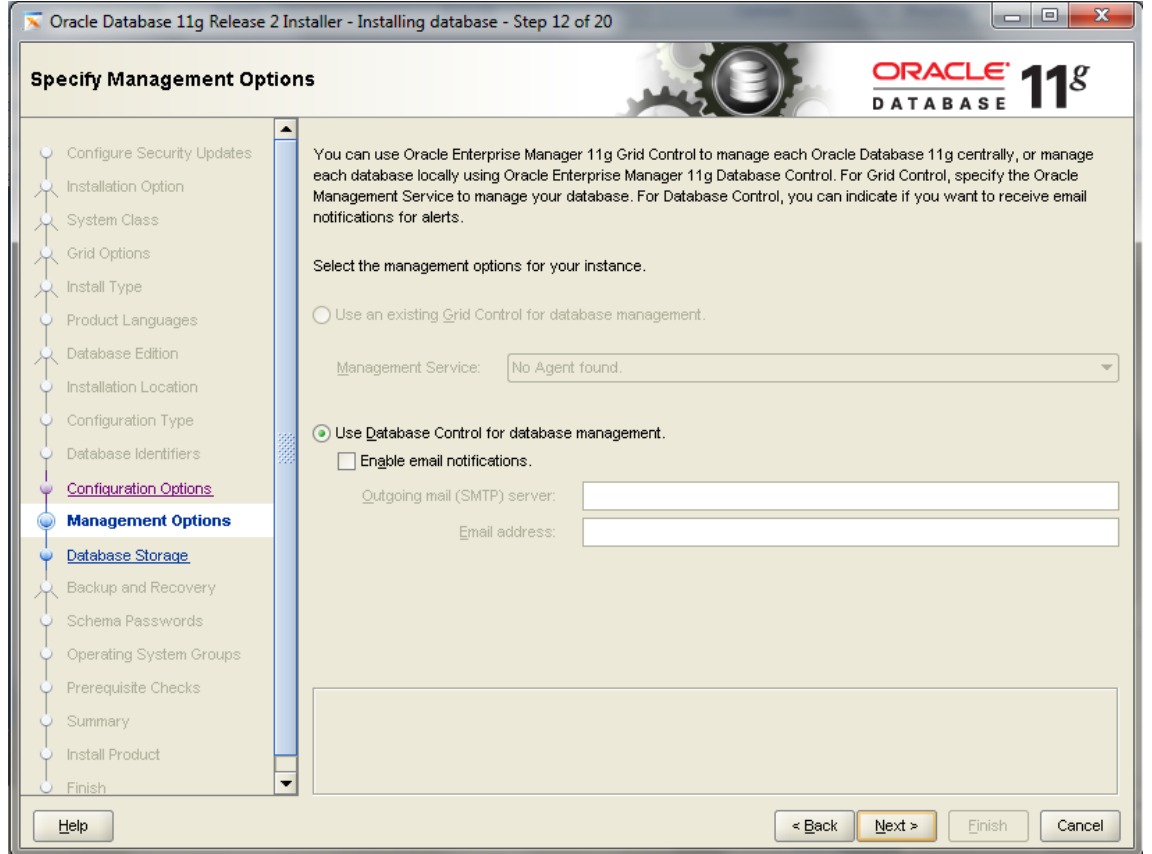 Oracle Database 11g Release 2 Installer - Installing database - Step 12 of 20
Specify Management Options
ORACLE
DATABASE
11g
Configure Security Updates
Installation Option
System Class
Grid Options
Install Type
Product Languages
Database Edition
Installation Location
Configuration Type
Database Identifiers
Configuration Options
Management Options
Database Storage
Backup and Recovery
Schema Passwords
Operating System Groups
Prerequisite Checks
Summary
Install Product
Finish
You can use Oracle Enterprise Manager 11g Grid Control to manage each Oracle Database 11g centrally, or manage
each database locally using Oracle Enterprise Manager 11g Database Control. For Grid Control, specify the Oracle
Management Service to manage your database. For Database Control, you can indicate if you want to receive email
notifications for alerts.
Select the management options for your instance.
Use an existing Grid Control for database management.
Management Service: No Agent found.
Use Database Control for database management.
Enable email notifications.
Outgoing mail (SMTP) server:
Email address:
Help
< Back
Next >
Finish
Cancel